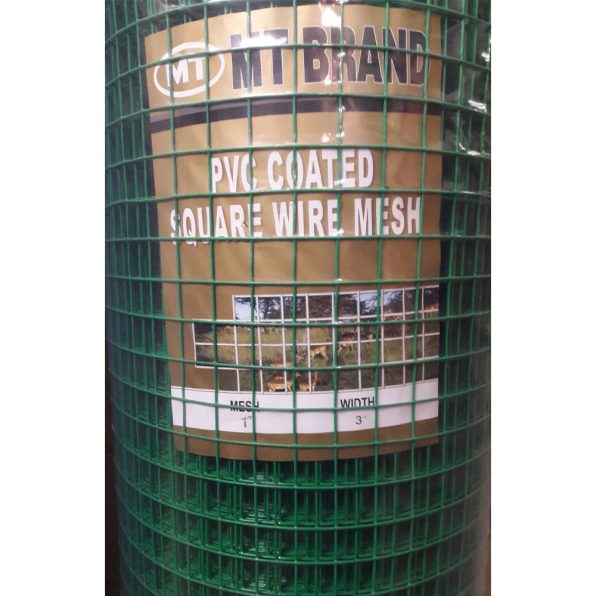 MT MT BRAND
PVC COATED
SQUARE WIRE MESH
MESH WIDTH
1" 3'